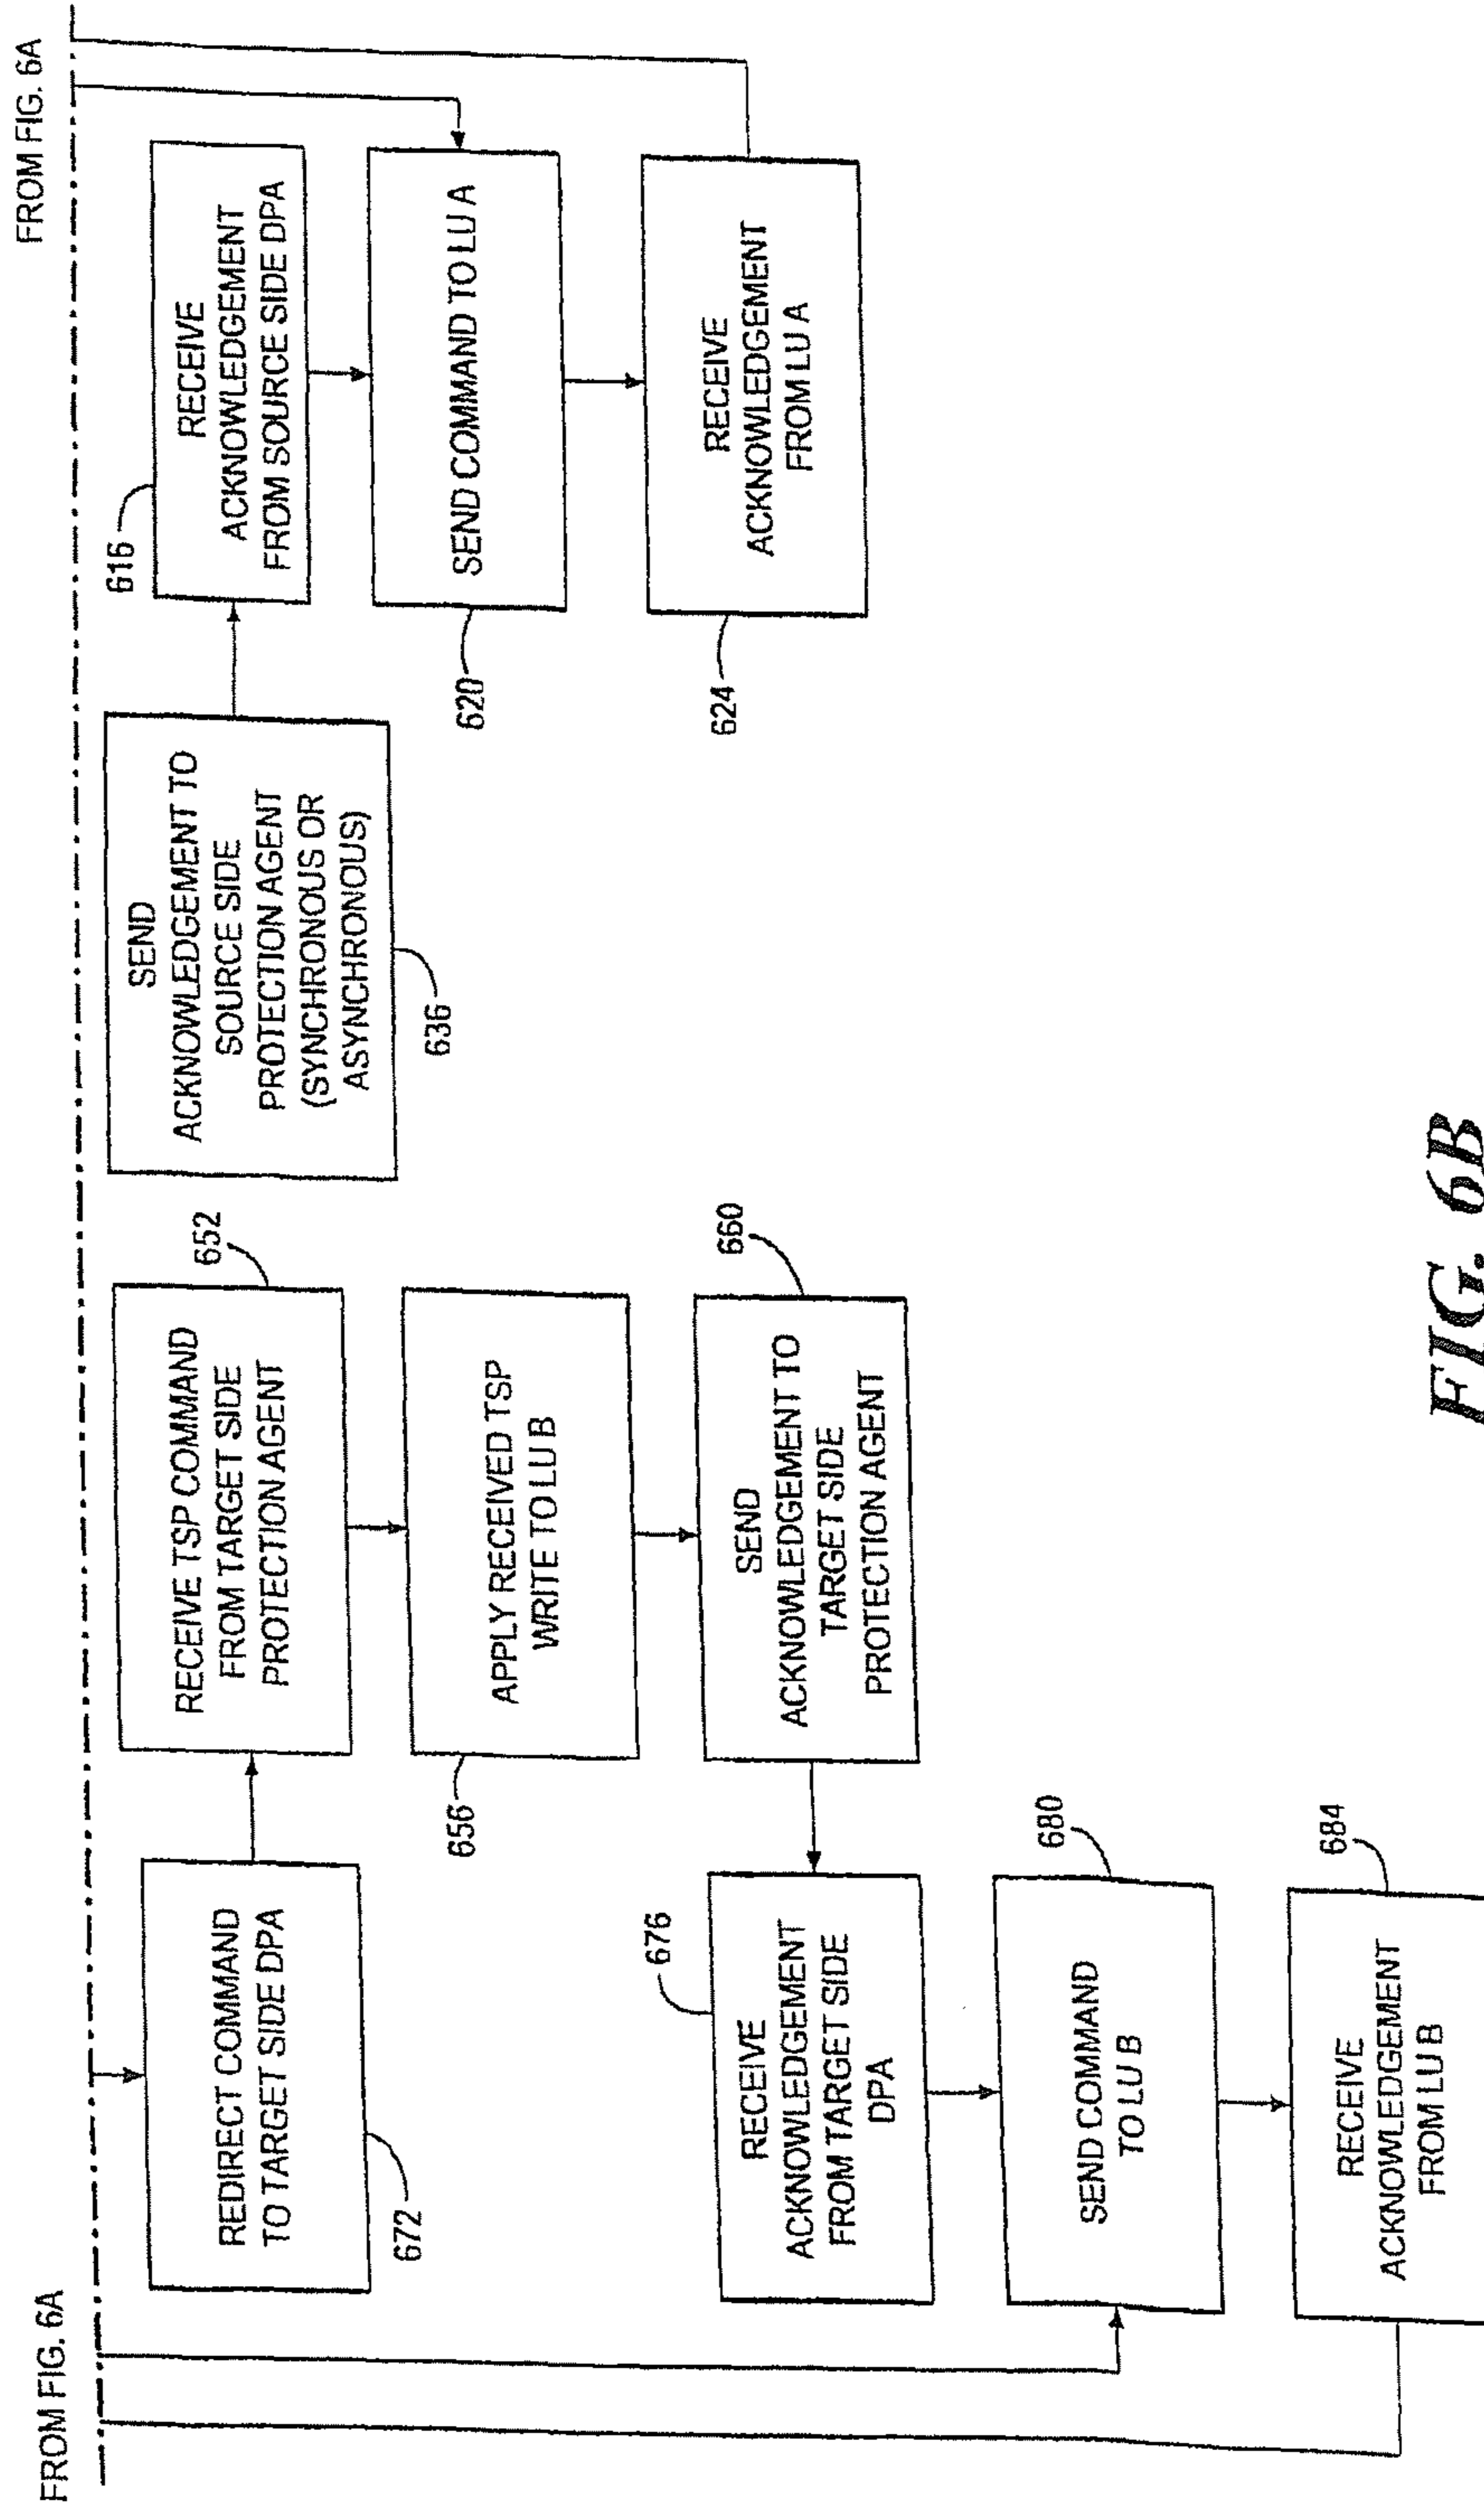 FROM FIG. 6A
FROM FIG. 6A
REDIRECT COMMAND
TO TARGET SIDE DPA
672
RECEIVE TSP COMMAND
FROM TARGET SIDE
PROTECTION AGENT
652
APPLY RECEIVED TSP
WRITE TO LU B
656
SEND
ACKNOWLEDGEMENT TO
TARGET SIDE
PROTECTION AGENT
660
RECEIVE
ACKNOWLEDGEMENT
FROM TARGET SIDE
DPA
676
SEND COMMAND
TO LU B
680
RECEIVE
ACKNOWLEDGEMENT
FROM LU B
684
SEND
ACKNOWLEDGEMENT TO
SOURCE SIDE
PROTECTION AGENT
(SYNCHRONOUS OR
ASYNCHRONOUS)
636
RECEIVE
ACKNOWLEDGEMENT
FROM SOURCE SIDE DPA
616
SEND COMMAND TO LU A
620
RECEIVE
ACKNOWLEDGEMENT
FROM LU A
624
FIG. 6B